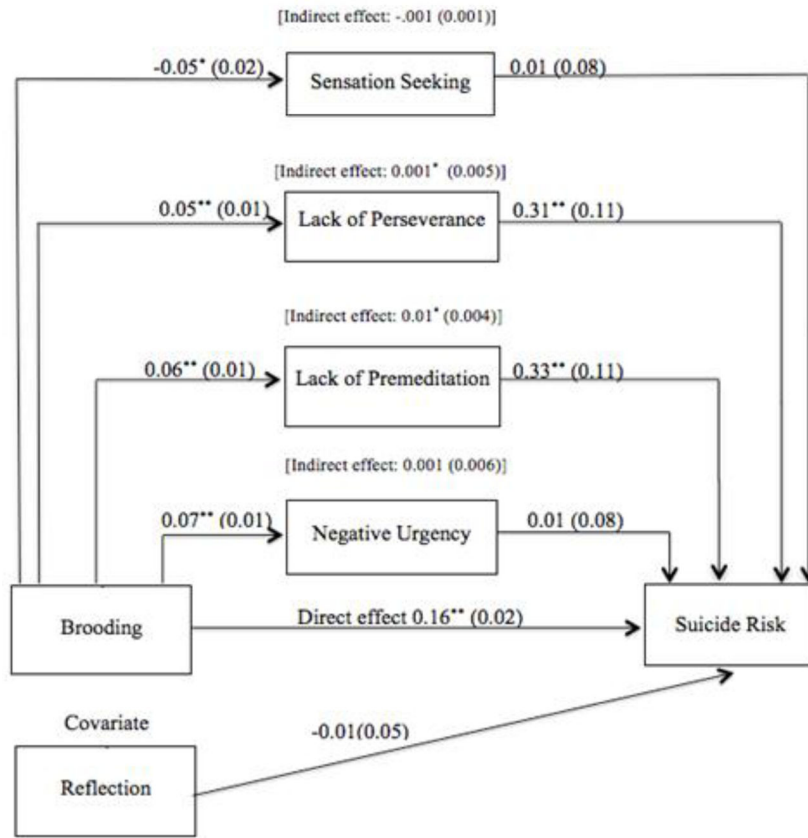 [Indirect effect: -.001 (0.001)]
-0.05* (0.02)
Sensation Seeking
0.01 (0.08)
[Indirect effect: 0.001* (0.005)]
0.05** (0.01)
Lack of Perseverance
0.31** (0.11)
[Indirect effect: 0.01* (0.004)]
0.06** (0.01)
Lack of Premeditation
0.33** (0.11)
[Indirect effect: 0.001 (0.006)]
0.07** (0.01)
Negative Urgency
0.01 (0.08)
Brooding
Direct effect 0.16** (0.02)
Suicide Risk
Covariate
-0.01(0.05)
Reflection